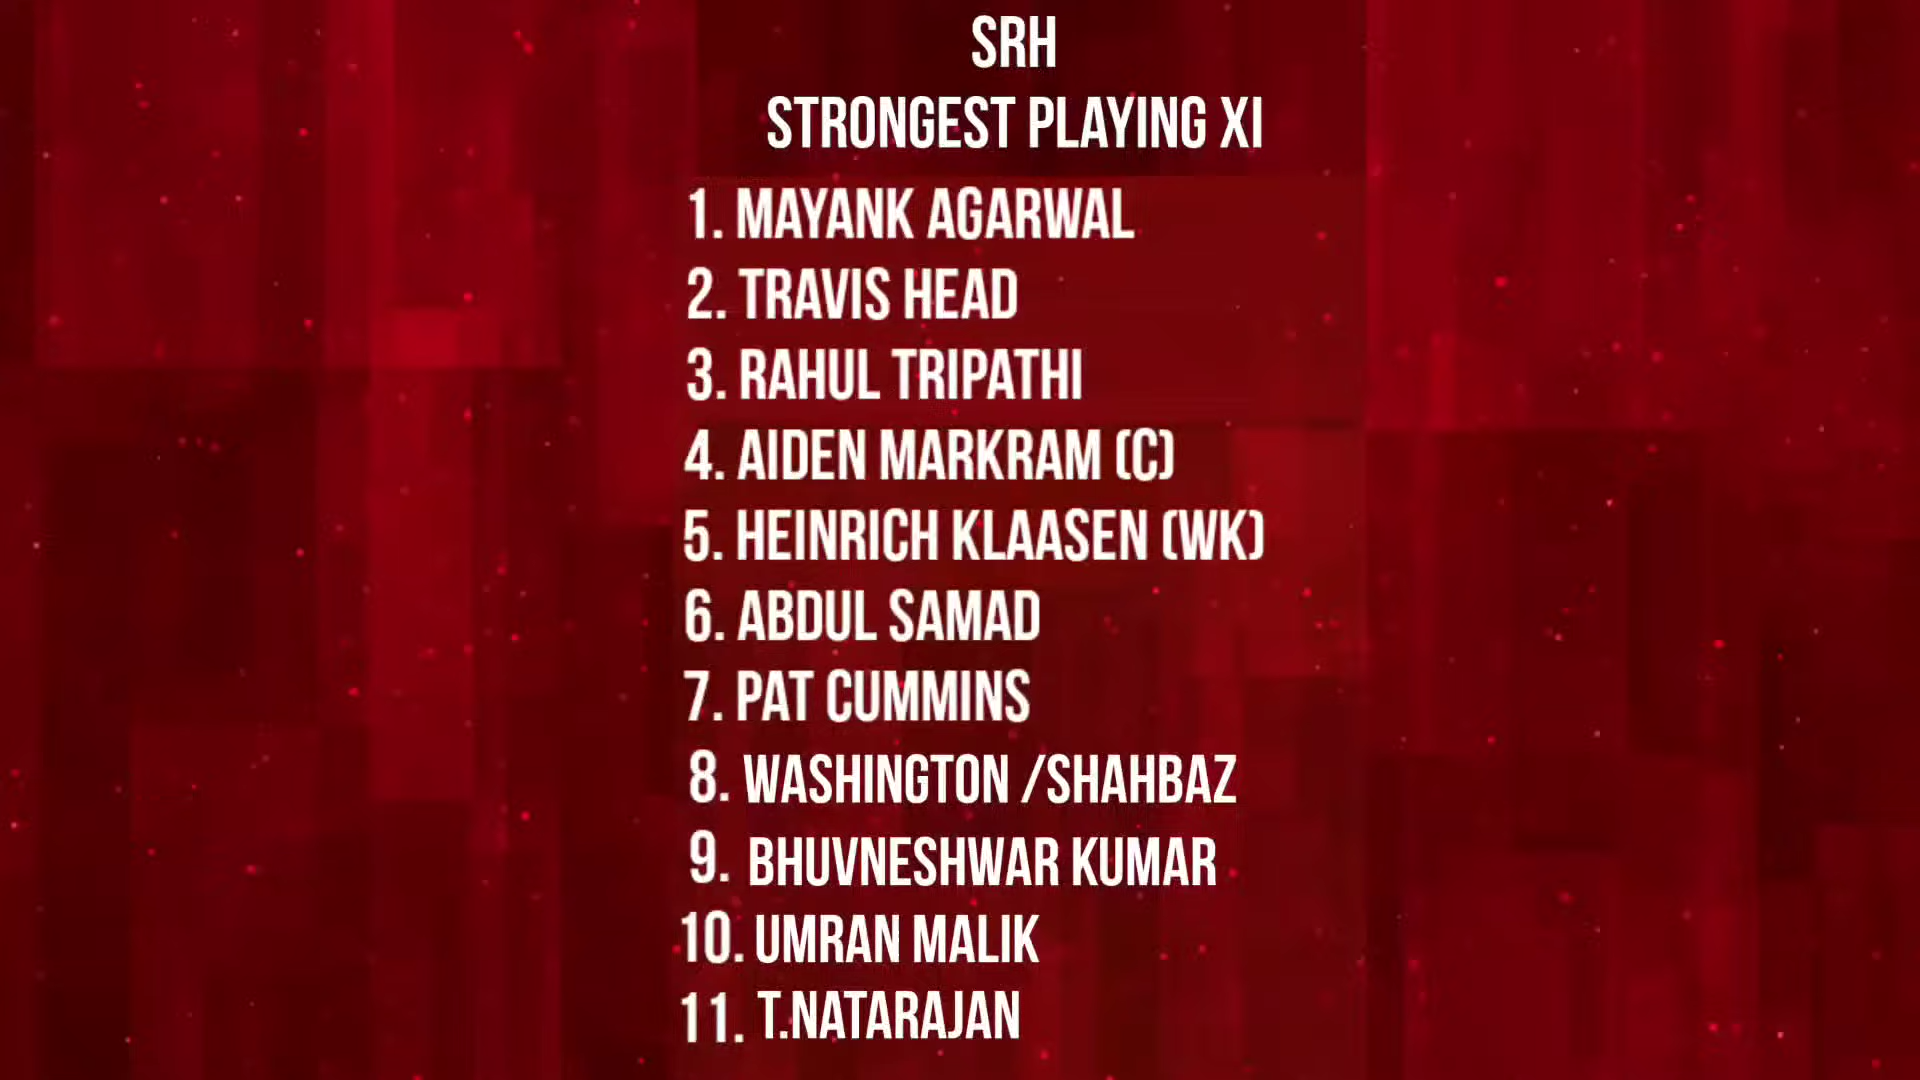 SRH
STRONGEST PLAYING XI
1. MAYANK AGARWAL
2. TRAVIS HEAD
3. RAHUL TRIPATHI
4. AIDEN MARKRAM (C)
5. HEINRICH KLAASEN (WK)
6. ABDUL SAMAD
7. PAT CUMMINS
8. WASHINGTON /SHAHBAZ
9. BHUVNESHWAR KUMAR
10. UMRAN MALIK
11. T.NATARAJAN